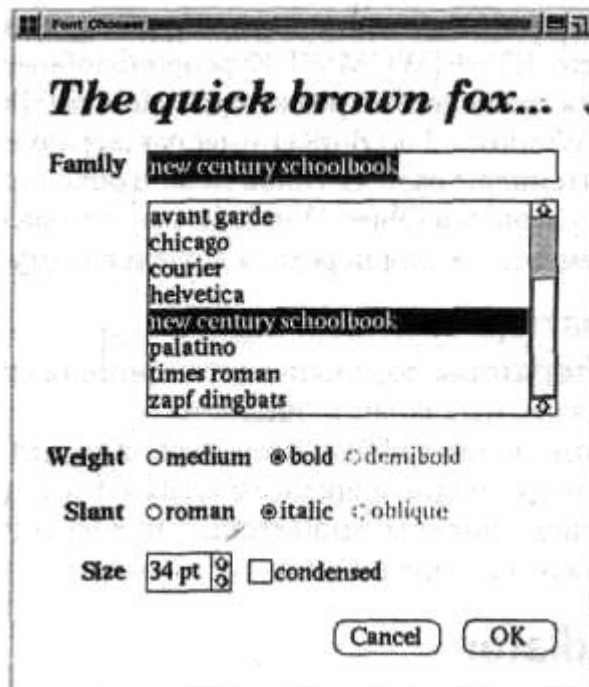 Font Chooser
The quick brown fox...
Family new century schoolbook
avant garde
chicago
courier
helvetica
new century schoolbook
palatino
times roman
zapf dingbats
Weight medium bold demibold
Slant roman italic oblique
Size 34 pt condensed
Cancel OK